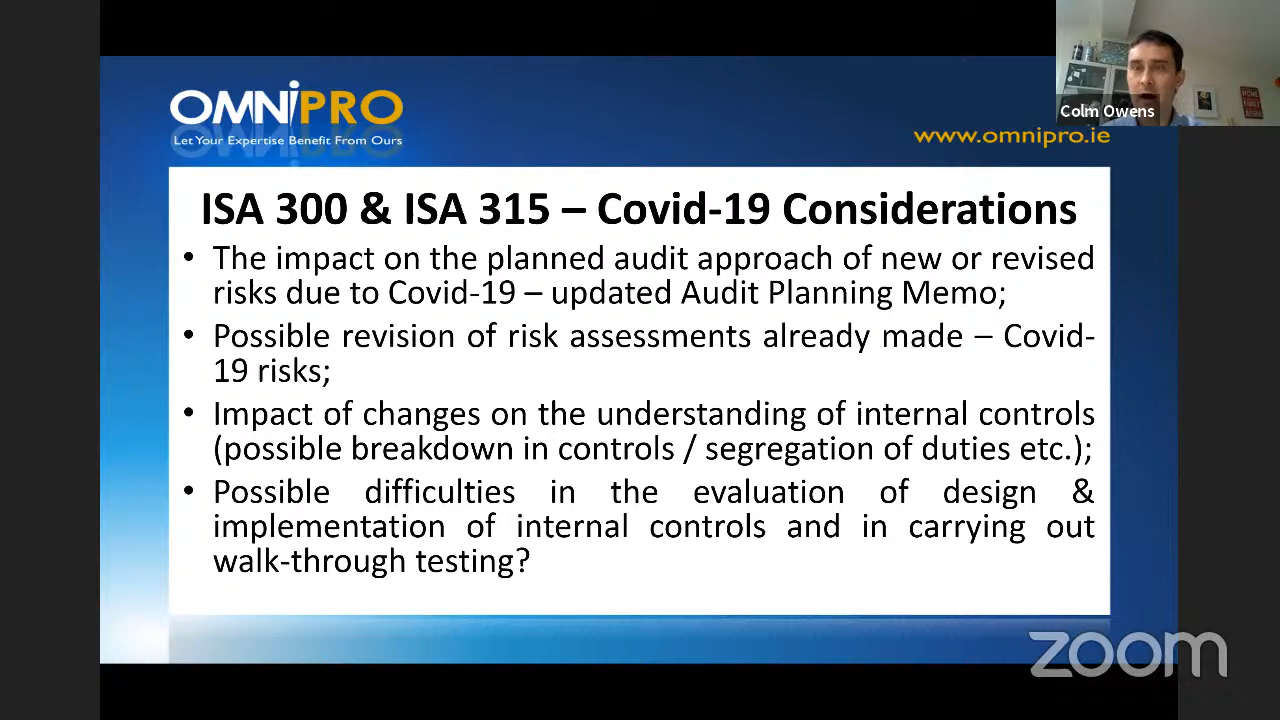 OMNIPRO
Let Your Expertise Benefit From Ours
www.omnipro.ie
Colm Owens
ISA 300 & ISA 315 – Covid-19 Considerations
• The impact on the planned audit approach of new or revised
risks due to Covid-19 – updated Audit Planning Memo;
• Possible revision of risk assessments already made – Covid-
19 risks;
• Impact of changes on the understanding of internal controls
(possible breakdown in controls / segregation of duties etc.);
• Possible difficulties in the evaluation of design &
implementation of internal controls and in carrying out
walk-through testing?
zoom